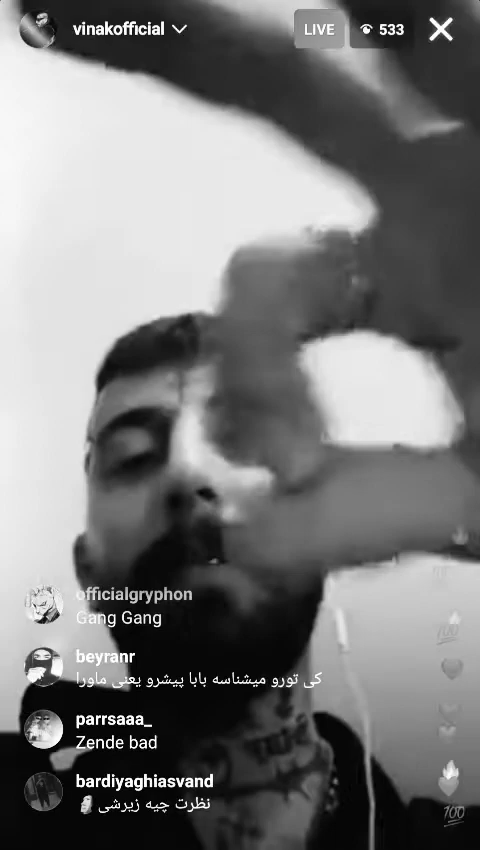 vinakofficial
LIVE
533
officialgryphon
Gang Gang
beyranr
کی تورو میشناسه بابا پیشرو یعنی ماورا
parrsaaa_
Zende bad
bardiyaghiasvand
نظرت چیه زیرشی 🗿